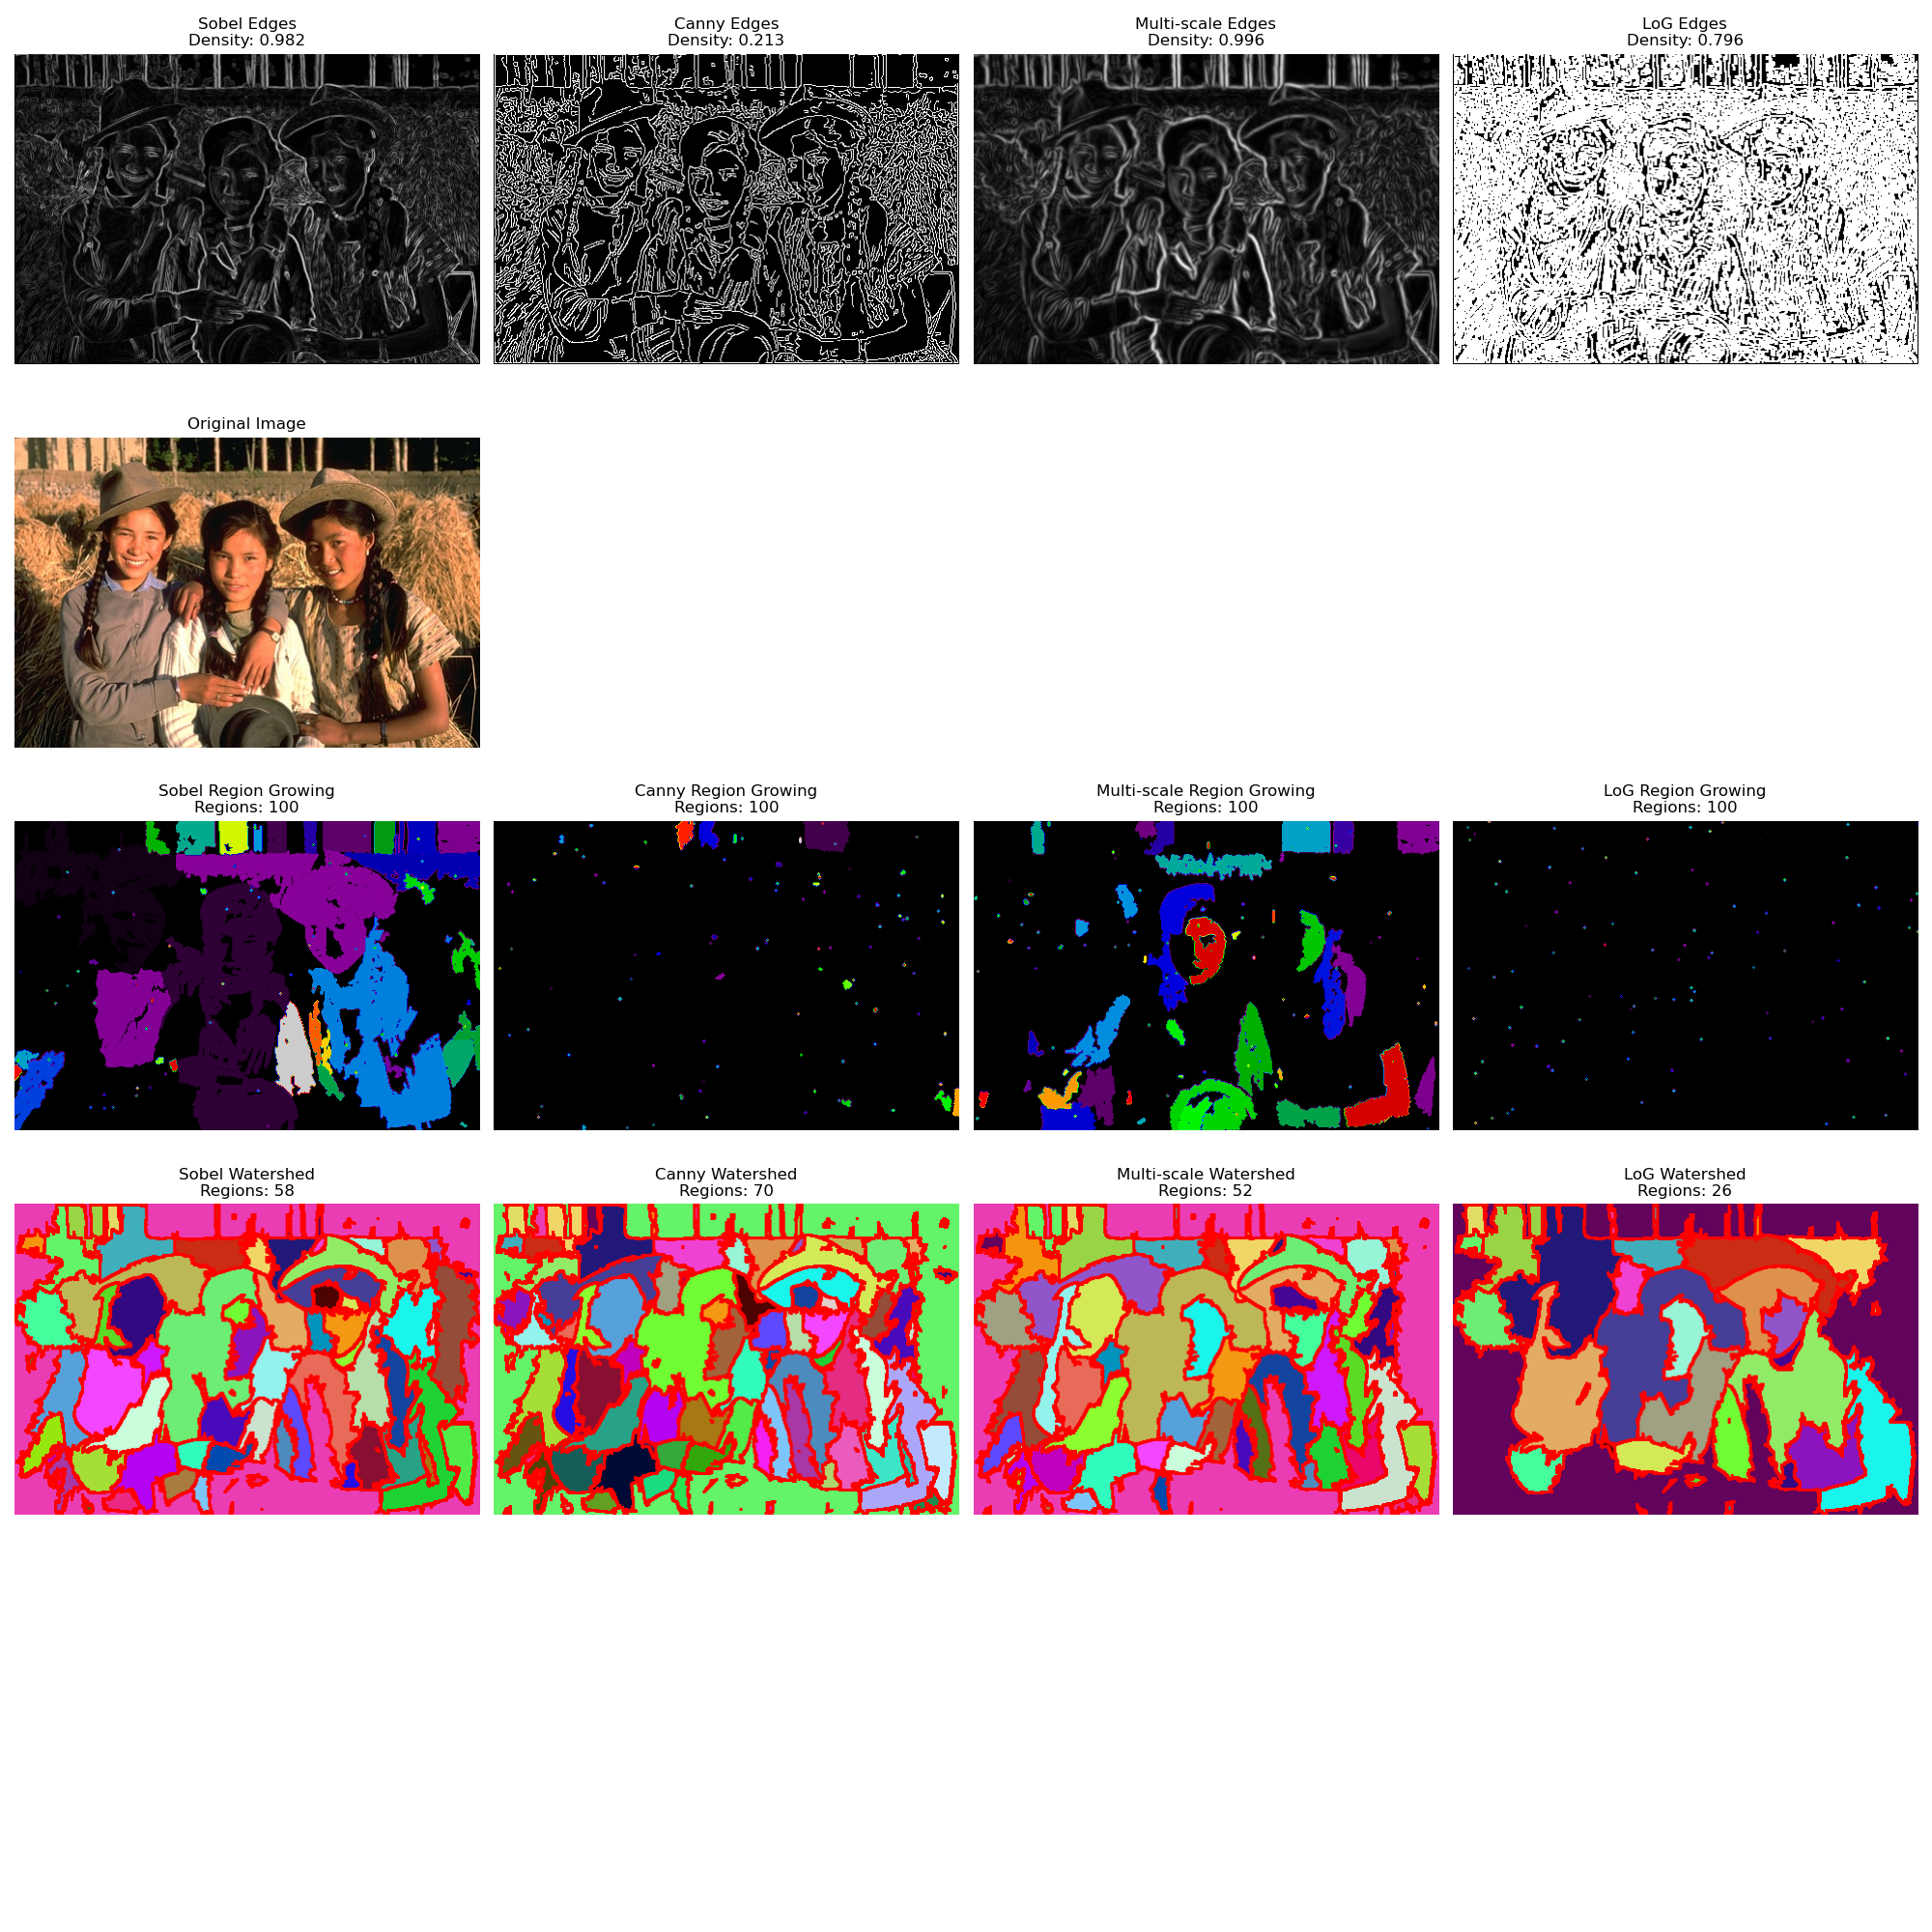 Sobel Edges
Density: 0.982
Canny Edges
Density: 0.213
Multi-scale Edges
Density: 0.996
LoG Edges
Density: 0.796
Original Image
Sobel Region Growing
Regions: 100
Canny Region Growing
Regions: 100
Multi-scale Region Growing
Regions: 100
LoG Region Growing
Regions: 100
Sobel Watershed
Regions: 58
Canny Watershed
Regions: 70
Multi-scale Watershed
Regions: 52
LoG Watershed
Regions: 26